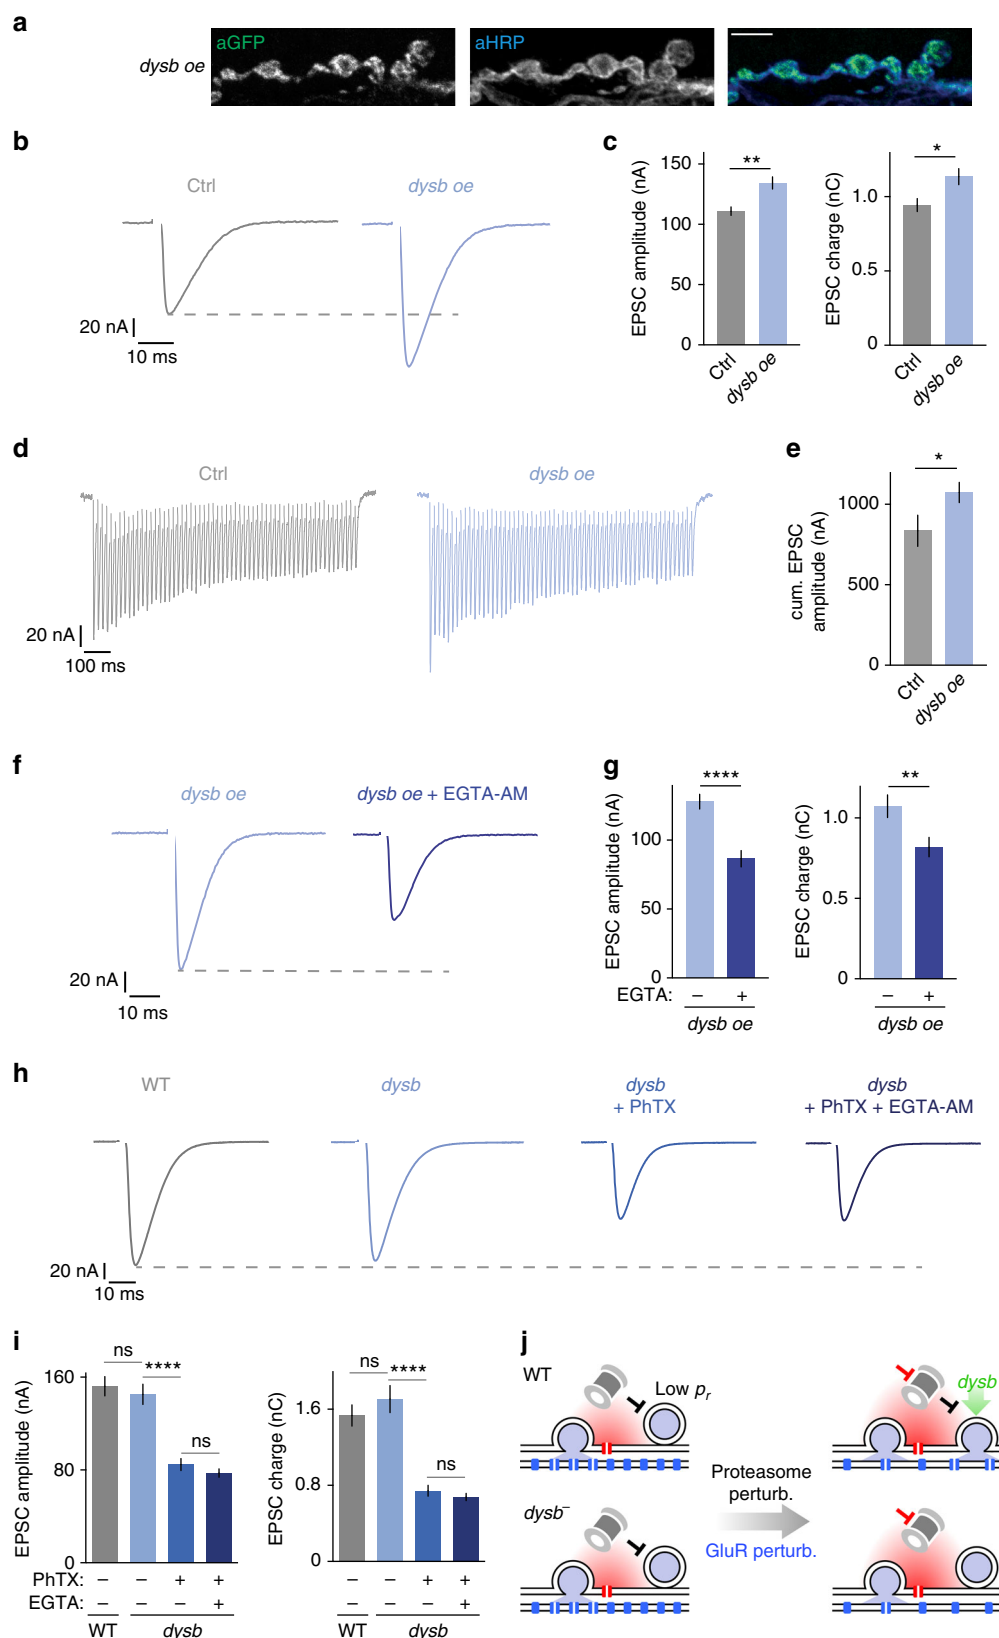 a
aGFP
aHRP
dysb oe
b
Ctrl
dysb oe
20 nA
10 ms
c
EPSC amplitude (nA)
150
100
50
0
**
Ctrl
dysb oe
EPSC charge (nC)
1.0
0.5
0
*
Ctrl
dysb oe
d
Ctrl
dysb oe
20 nA
100 ms
e
cum. EPSC
amplitude (nA)
1000
500
0
*
Ctrl
dysb oe
f
dysb oe
dysb oe + EGTA-AM
20 nA
10 ms
g
EPSC amplitude (nA)
100
50
0
****
EGTA:
– +
dysb oe
EPSC charge (nC)
1.0
0.5
0
**
– +
dysb oe
h
WT
dysb
dysb
+ PhTX
dysb
+ PhTX + EGTA-AM
20 nA
10 ms
i
EPSC amplitude (nA)
160
80
0
ns
****
ns
PhTX: – – + +
EGTA: – – – +
WT dysb
EPSC charge (nC)
1.6
0.8
0
ns
****
ns
– – + +
– – – +
WT dysb
j
WT
Low pr
dysb
Proteasome
perturb.
GluR perturb.
dysb–